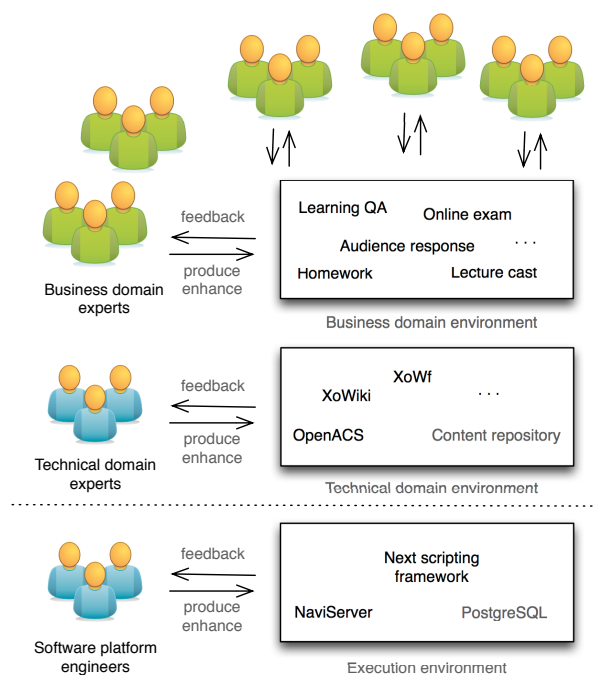 Learning QA
Online exam
Audience response
. . .
Homework
Lecture cast
feedback
produce
enhance
Business domain
experts
Business domain environment
XoWf
XoWiki
. . .
OpenACS
Content repository
feedback
produce
enhance
Technical domain
experts
Technical domain environment
Next scripting
framework
NaviServer
PostgreSQL
feedback
produce
enhance
Software platform
engineers
Execution environment